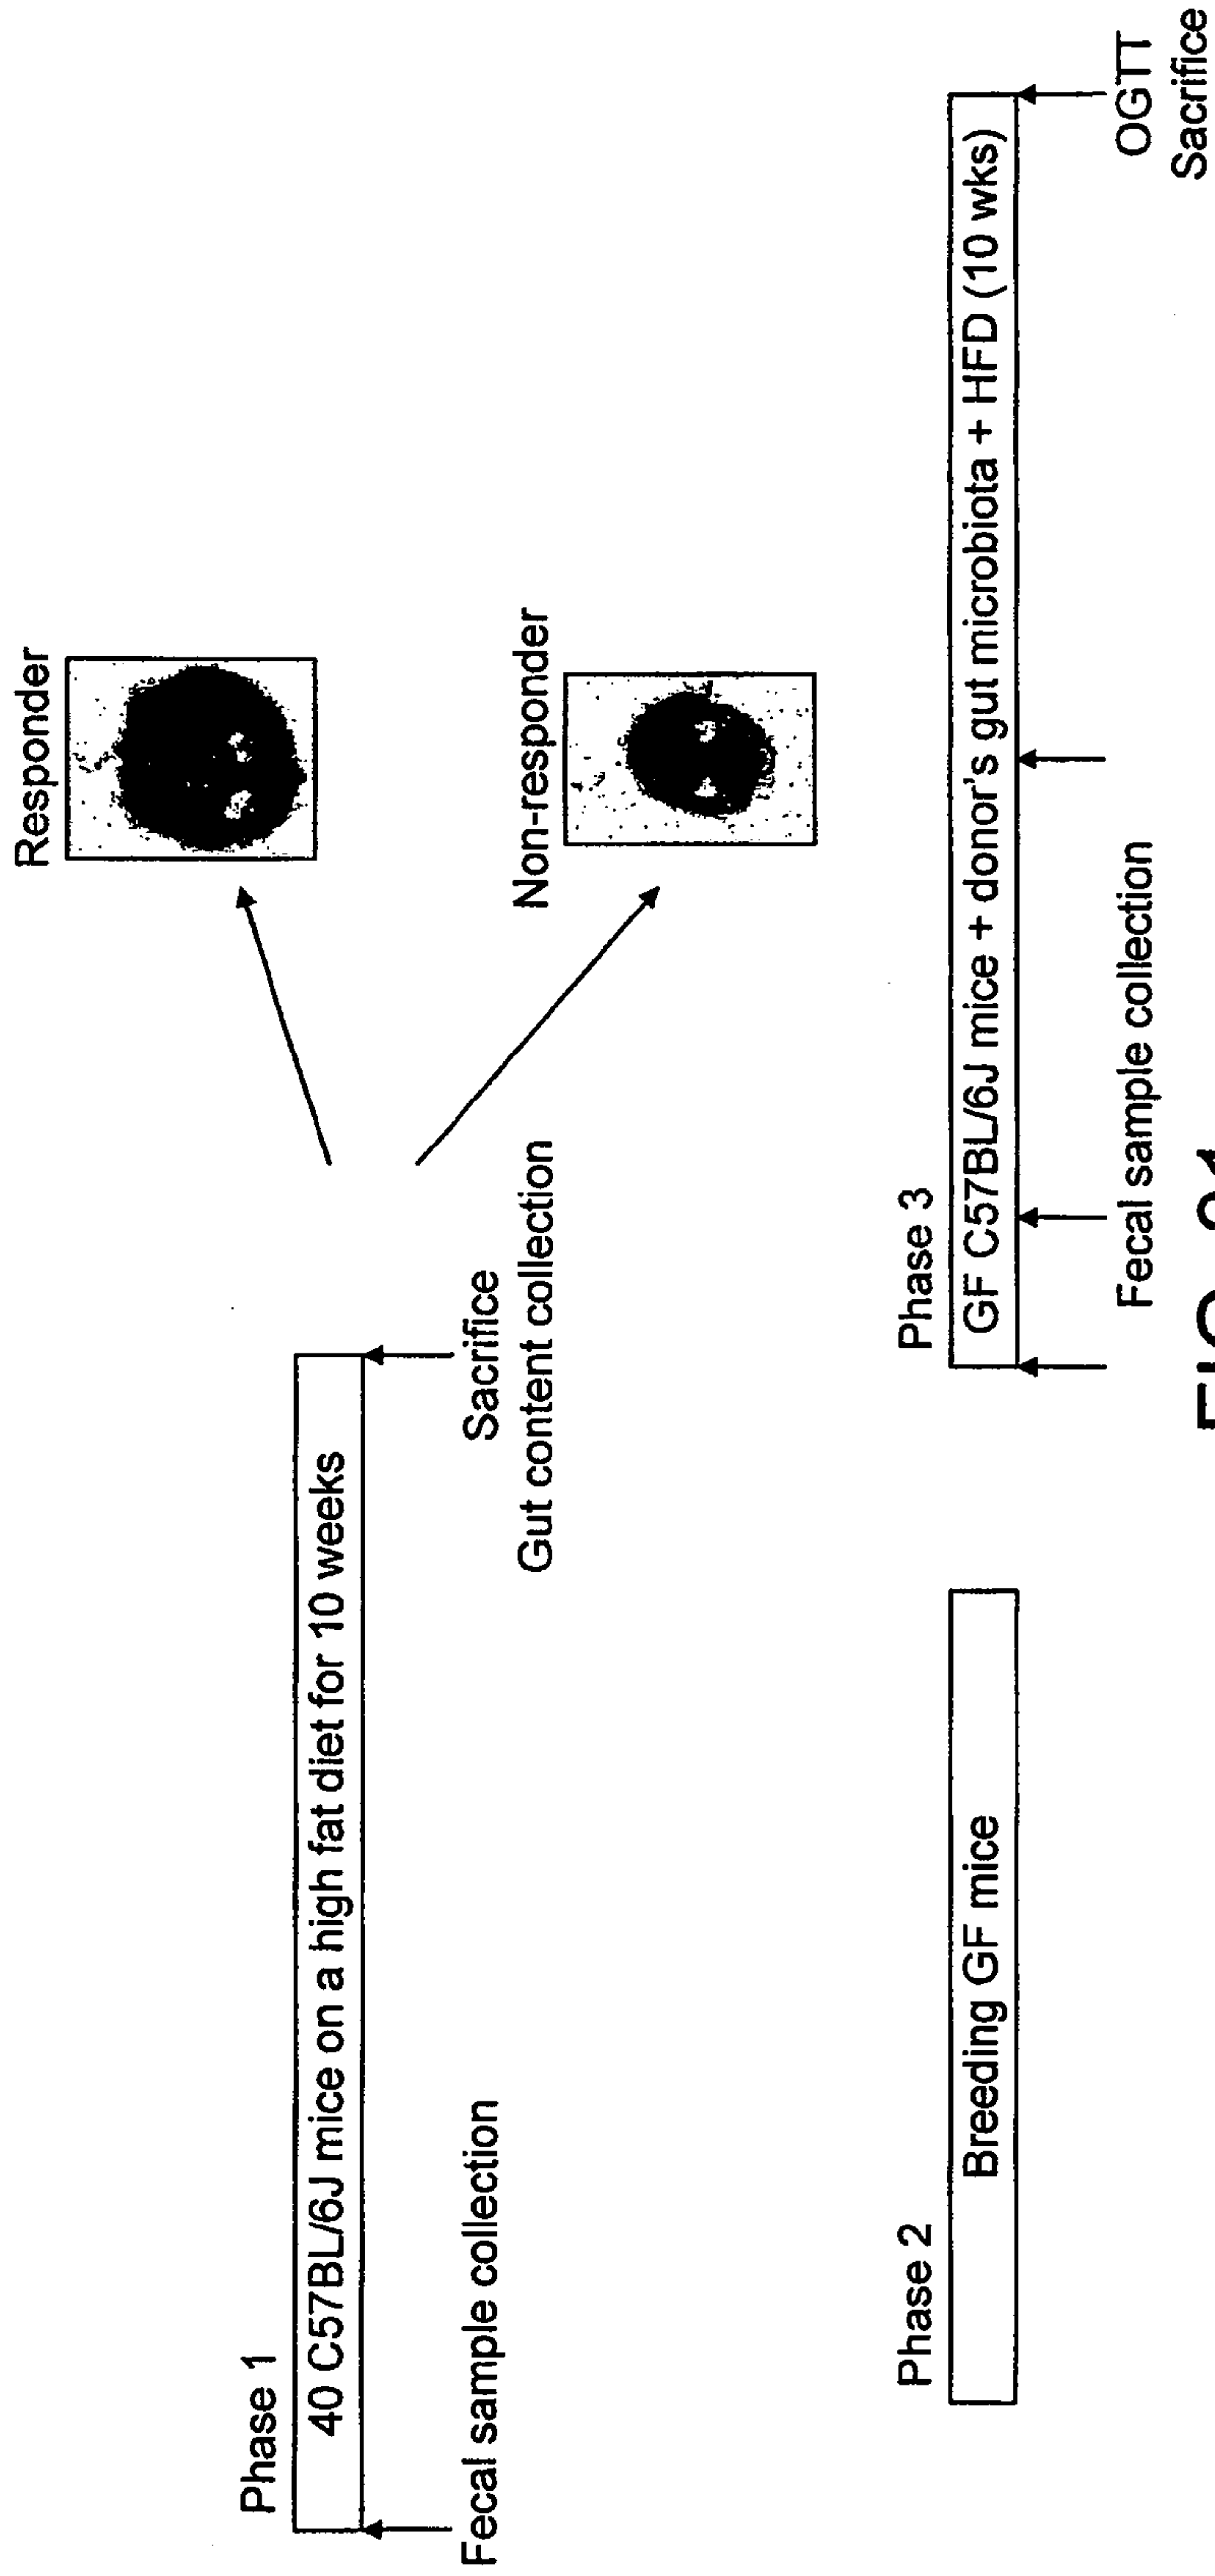 Phase 1
40 C57BL/6J mice on a high fat diet for 10 weeks
Fecal sample collection
Sacrifice
Gut content collection
Responder
Non-responder
Phase 2
Breeding GF mice
Phase 3
GF C57BL/6J mice + donor's gut microbiota + HFD (10 wks)
Fecal sample collection
OGTT
Sacrifice